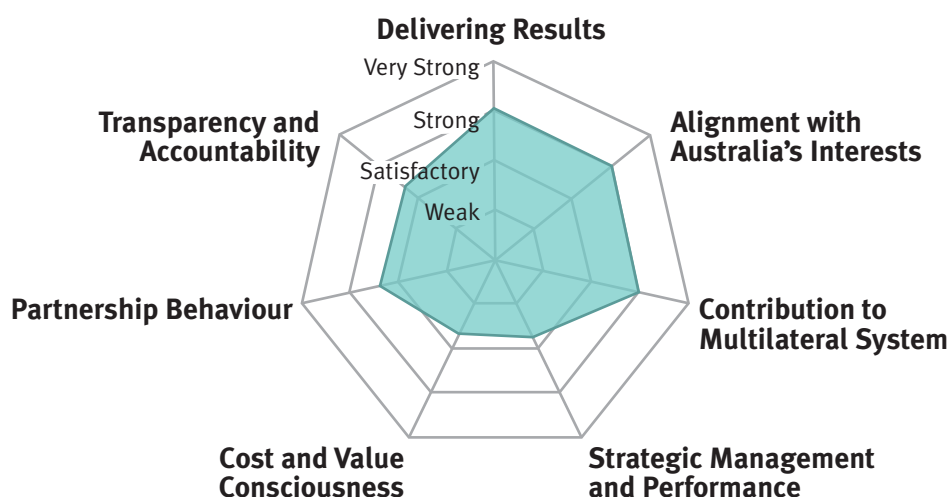 Delivering Results
Very Strong
Strong
Satisfactory
Weak
Transparency and
Accountability
Alignment with
Australia’s Interests
Partnership Behaviour
Contribution to
Multilateral System
Cost and Value
Consciousness
Strategic Management
and Performance